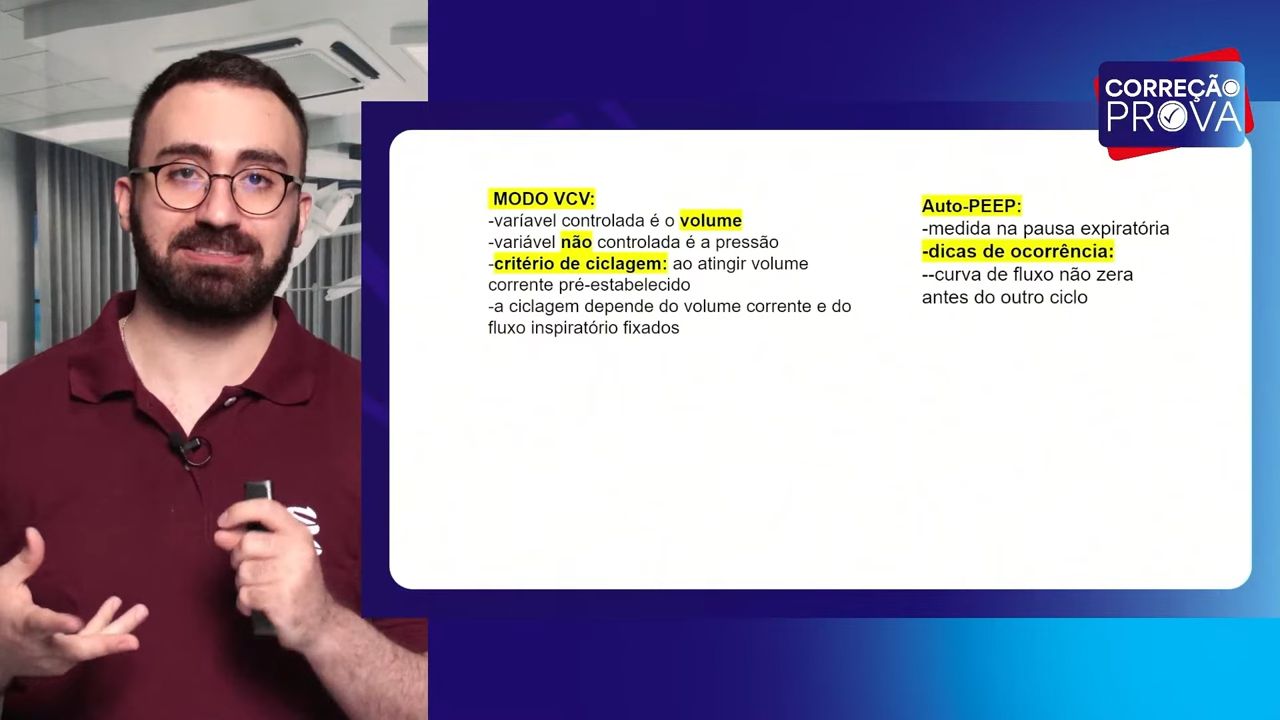 CORREÇÃO
PROVA
MODO VCV:
-varíavel controlada é o volume
-variável não controlada é a pressão
-critério de ciclagem: ao atingir volume
corrente pré-estabelecido
-a ciclagem depende do volume corrente e do
fluxo inspiratório fixados
Auto-PEEP:
-medida na pausa expiratória
-dicas de ocorrência:
--curva de fluxo não zera
antes do outro ciclo